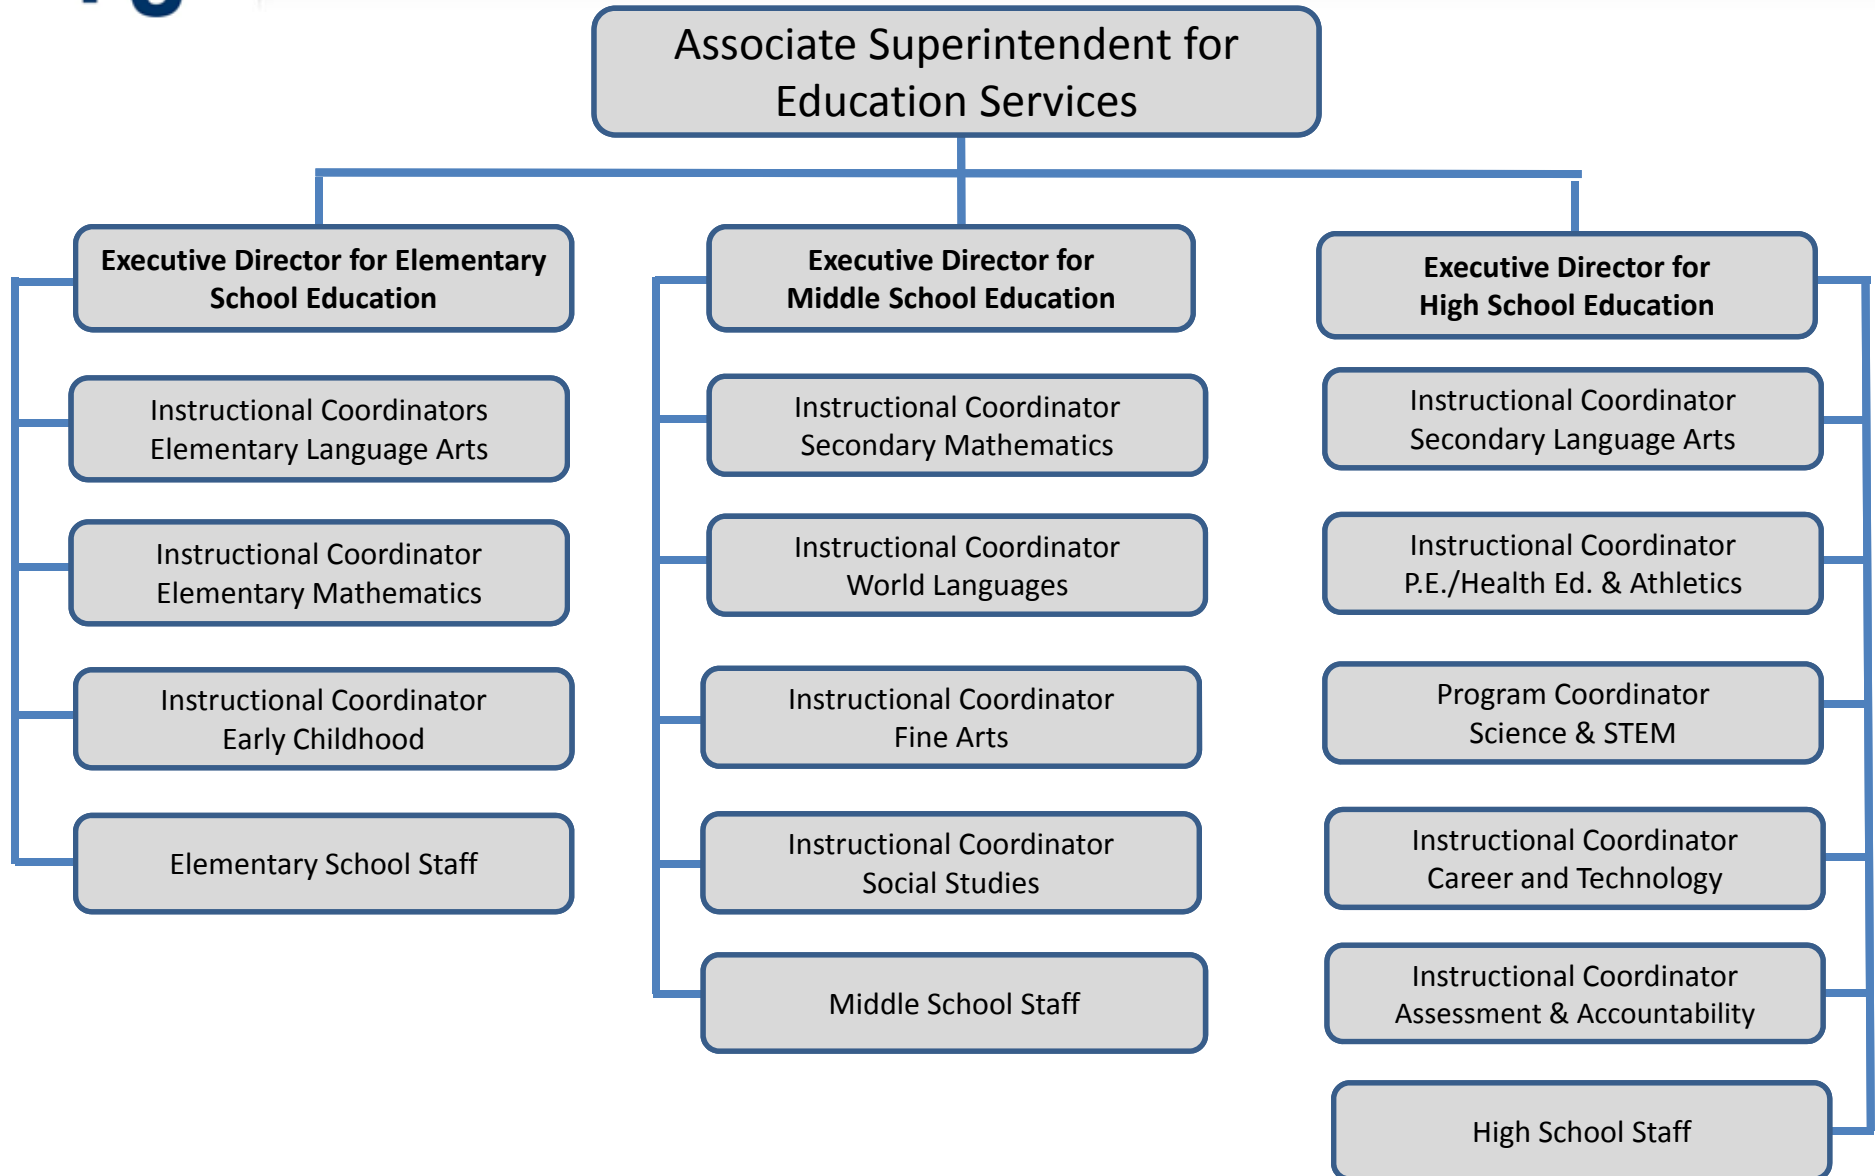 Associate Superintendent for
Education Services
Executive Director for Elementary
School Education
Instructional Coordinators
Elementary Language Arts
Instructional Coordinator
Elementary Mathematics
Instructional Coordinator
Early Childhood
Elementary School Staff
Executive Director for
Middle School Education
Instructional Coordinator
Secondary Mathematics
Instructional Coordinator
World Languages
Instructional Coordinator
Fine Arts
Instructional Coordinator
Social Studies
Middle School Staff
Executive Director for
High School Education
Instructional Coordinator
Secondary Language Arts
Instructional Coordinator
P.E./Health Ed. & Athletics
Program Coordinator
Science & STEM
Instructional Coordinator
Career and Technology
Instructional Coordinator
Assessment & Accountability
High School Staff